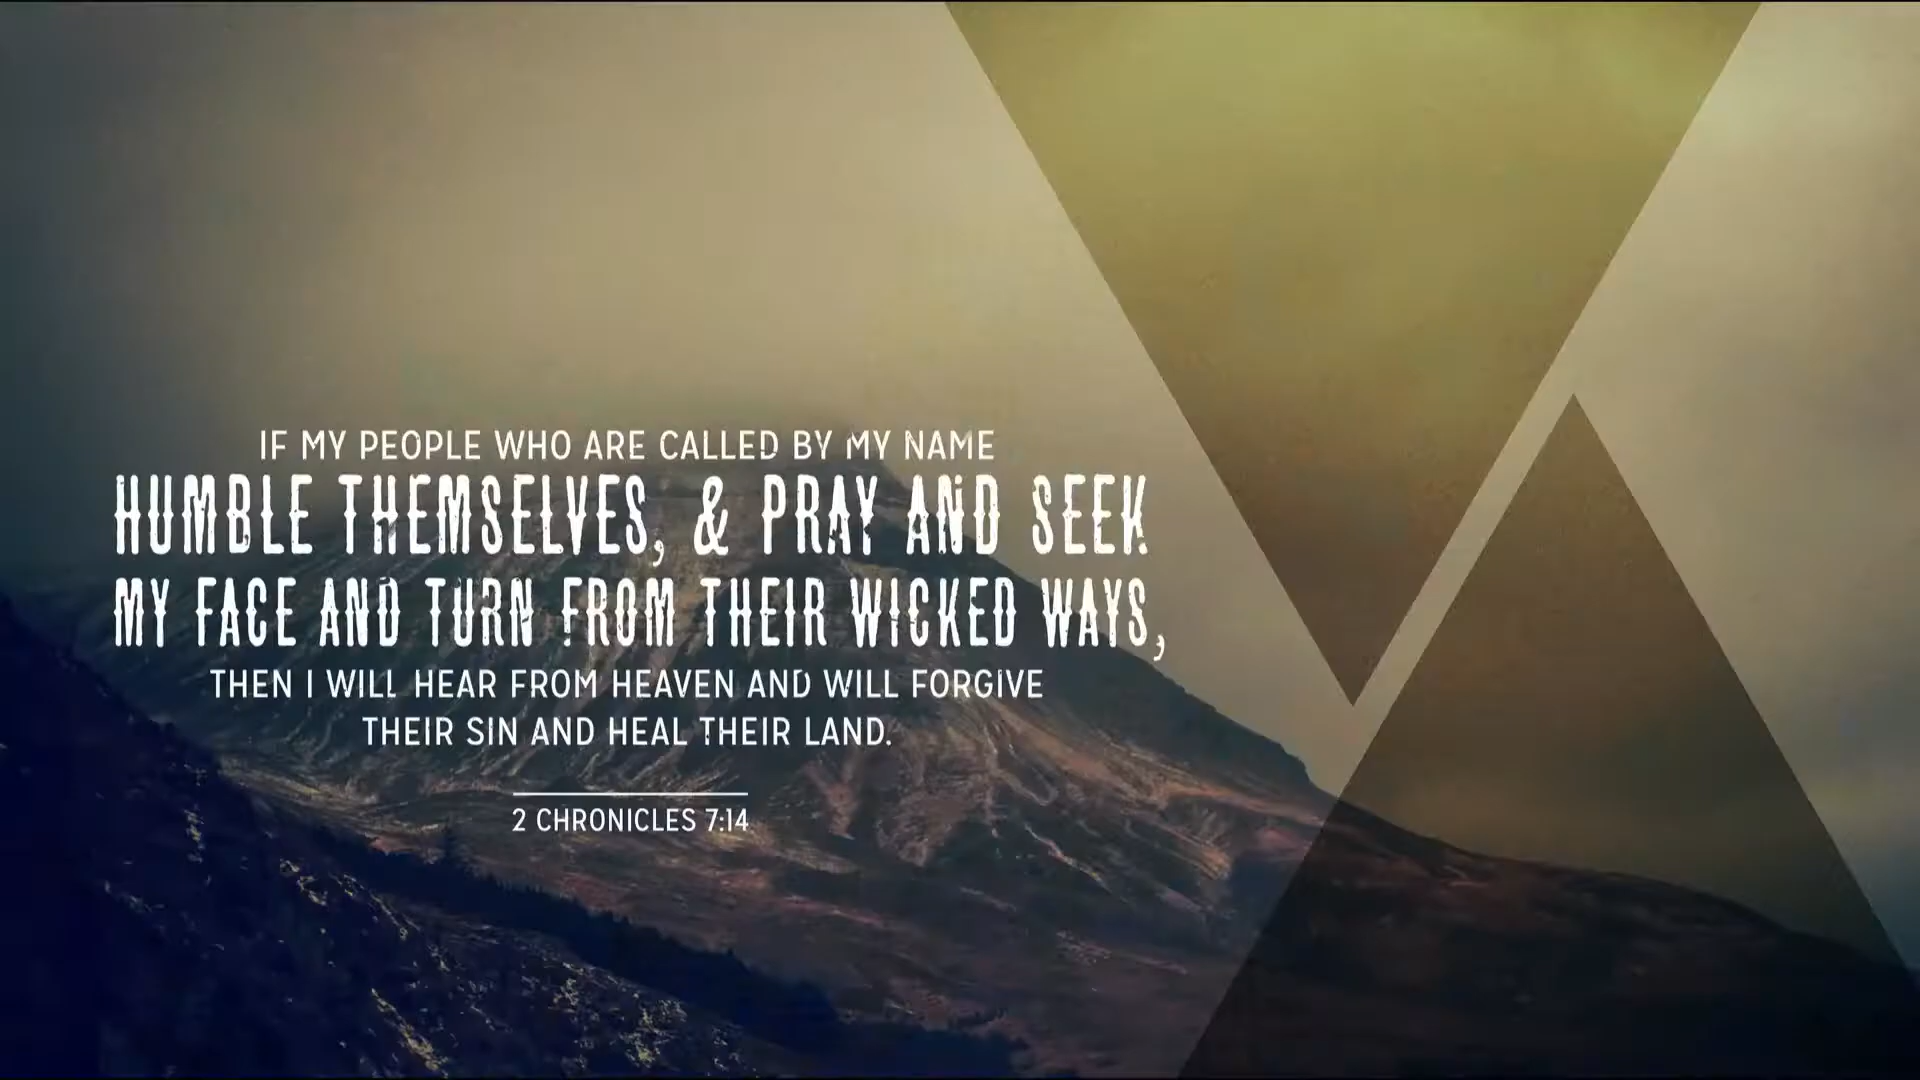 IF MY PEOPLE WHO ARE CALLED BY MY NAME
HUMBLE THEMSELVES, & PRAY AND SEEK
MY FACE AND TURN FROM THEIR WICKED WAYS,
THEN I WILL HEAR FROM HEAVEN AND WILL FORGIVE
THEIR SIN AND HEAL THEIR LAND.
2 CHRONICLES 7:14